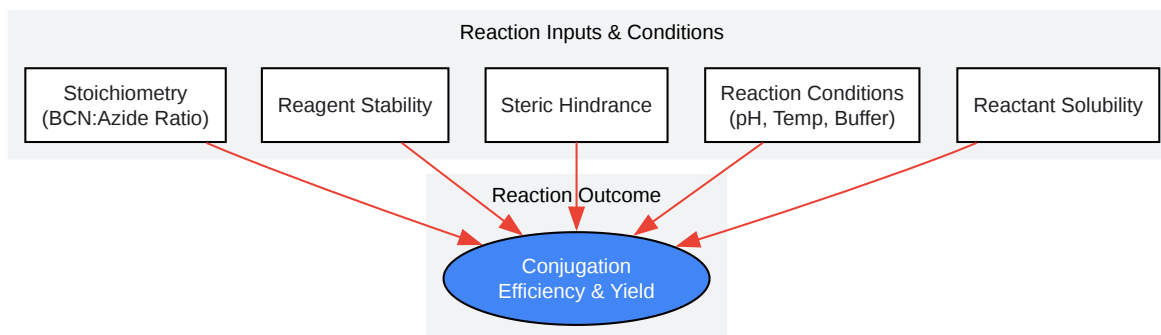 Reaction Inputs & Conditions
Stoichiometry
(BCN:Azide Ratio)
Reagent Stability
Steric Hindrance
Reaction Conditions
(pH, Temp, Buffer)
Reactant Solubility
Reaction Outcome
Conjugation
Efficiency & Yield